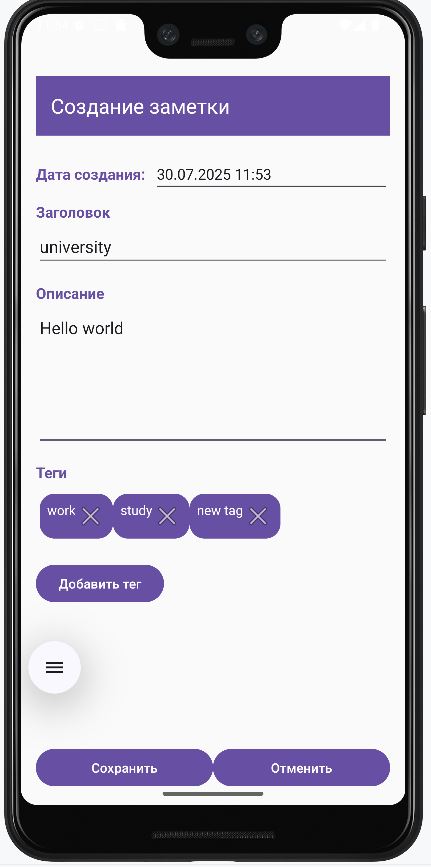 Создание заметки
Дата создания: 30.07.2025 11:53
Заголовок
university
Описание
Hello world
Теги
work study new tag
Добавить тег
Сохранить Отменить